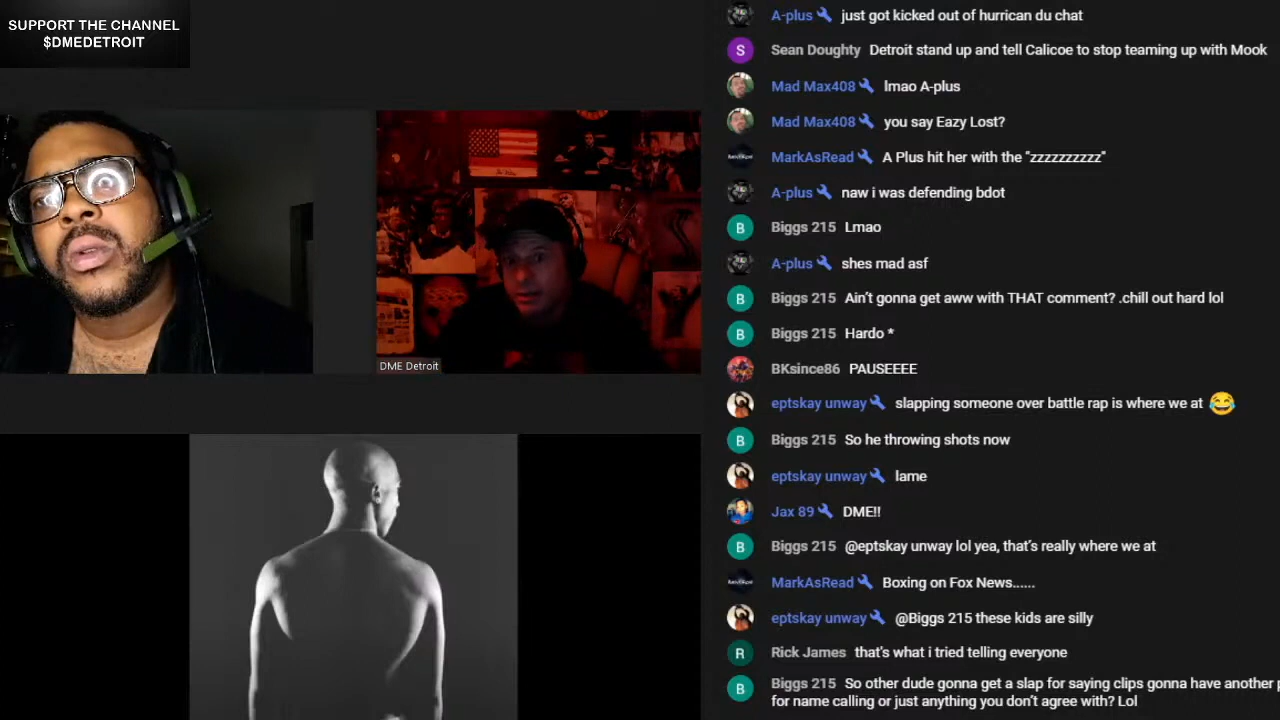 SUPPORT THE CHANNEL
$DMEDETROIT
DME Detroit
A-plus just got kicked out of hurrican du chat
S Sean Doughty Detroit stand up and tell Calicoe to stop teaming up with Mook
Mad Max408 lmao A-plus
Mad Max408 you say Eazy Lost?
MarkAsRead A Plus hit her with the "zzzzzzzzzz"
A-plus naw i was defending bdot
B Biggs 215 Lmao
A-plus shes mad asf
B Biggs 215 Ain't gonna get aww with THAT comment? .chill out hard lol
B Biggs 215 Hardo *
BKsince86 PAUSEEEE
eptskay unway slapping someone over battle rap is where we at 😂
B Biggs 215 So he throwing shots now
eptskay unway lame
Jax 89 DME!!
B Biggs 215 @eptskay unway lol yea, that's really where we at
MarkAsRead Boxing on Fox News......
eptskay unway @Biggs 215 these kids are silly
R Rick James that's what i tried telling everyone
B Biggs 215 So other dude gonna get a slap for saying clips gonna have another p
for name calling or just anything you don't agree with? Lol